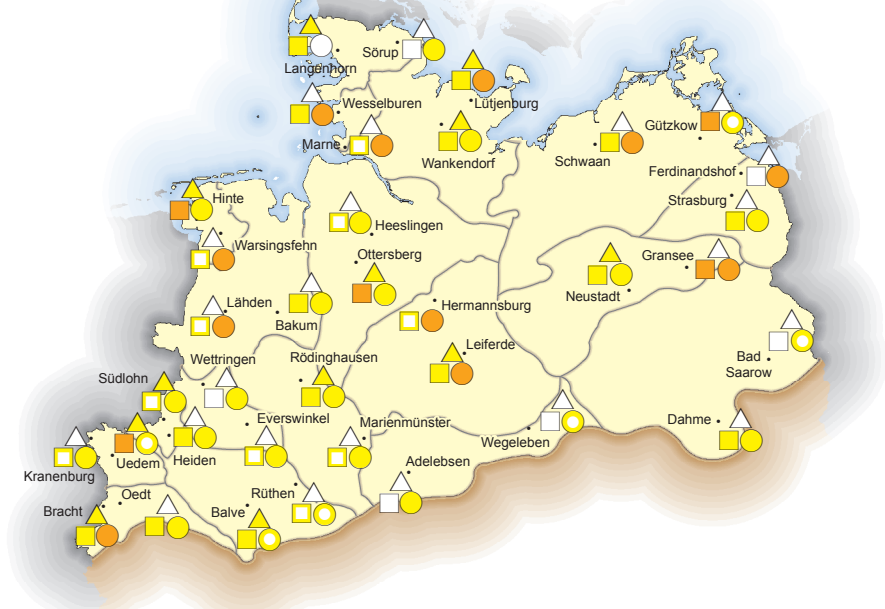 Sörup
Langenhorn
Wesselburen
Lütjenburg
Marne
Wankendorf
Schwaan
Gützkow
Ferdinandshof
Strasburg
Hinte
Heeslingen
Warsingsfehn
Ottersberg
Gransee
Neustadt
Lähden
Bakum
Hermannsburg
Leiferde
Wettringen
Rödinghausen
Bad
Saarow
Südlohn
Everswinkel
Marienmünster
Dahme
Wegeleben
Uedem
Heiden
Kranenburg
Adelebsen
Oedt
Rüthen
Bracht
Balve